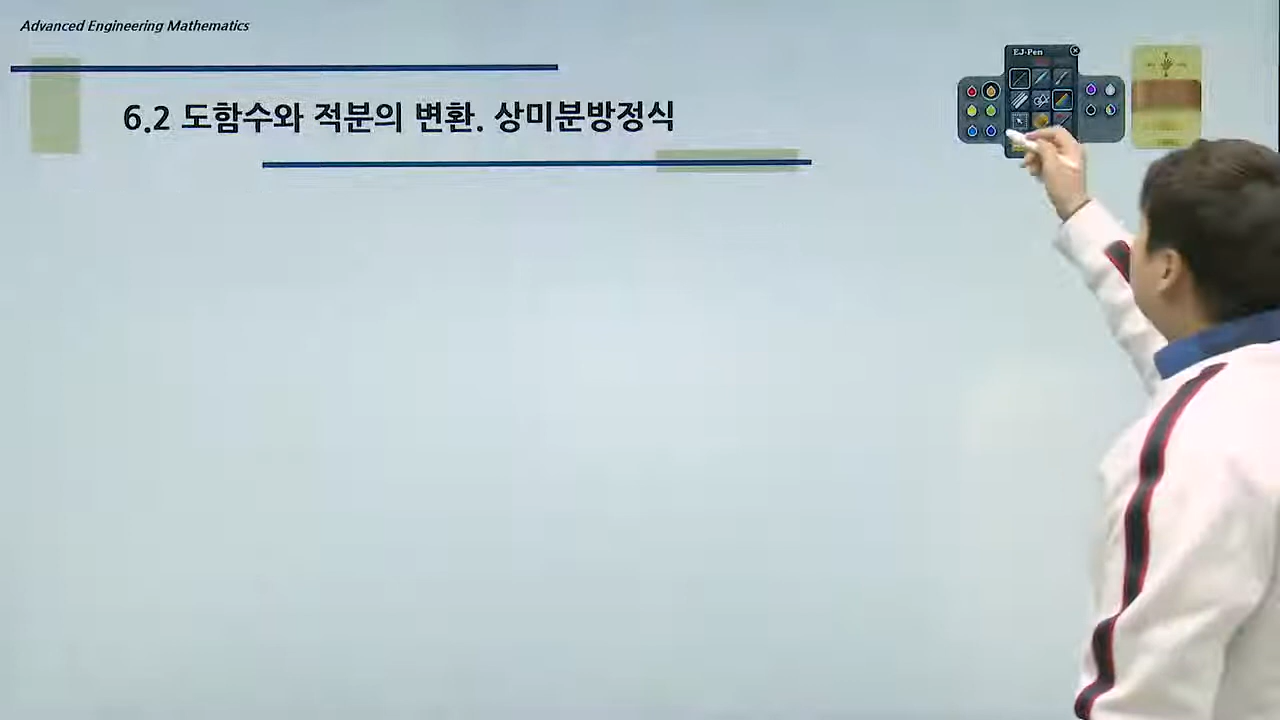 Advanced Engineering Mathematics
EJ-Pen
6.2 도함수와 적분의 변환. 상미분방정식